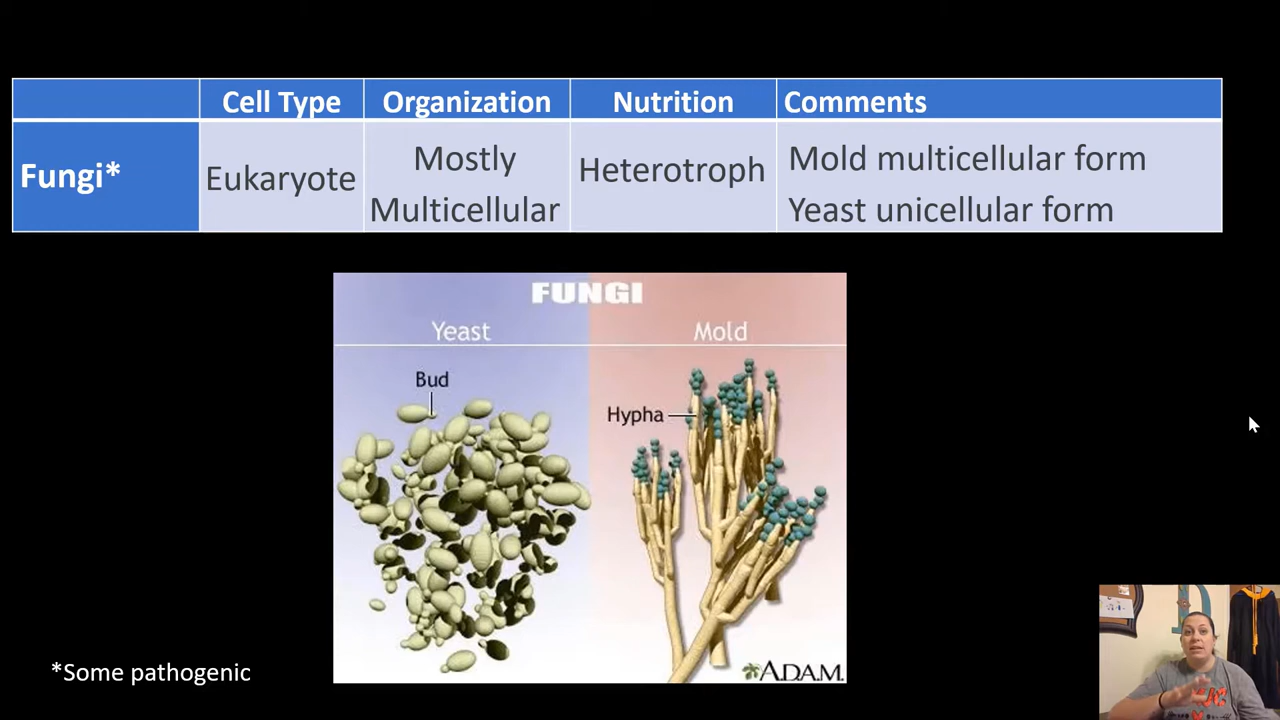 Cell Type Organization Nutrition Comments
Fungi* Eukaryote Mostly Multicellular Heterotroph Mold multicellular form
Yeast unicellular form
FUNGI
Yeast Mold
Bud
Hypha
A.D.A.M.
*Some pathogenic